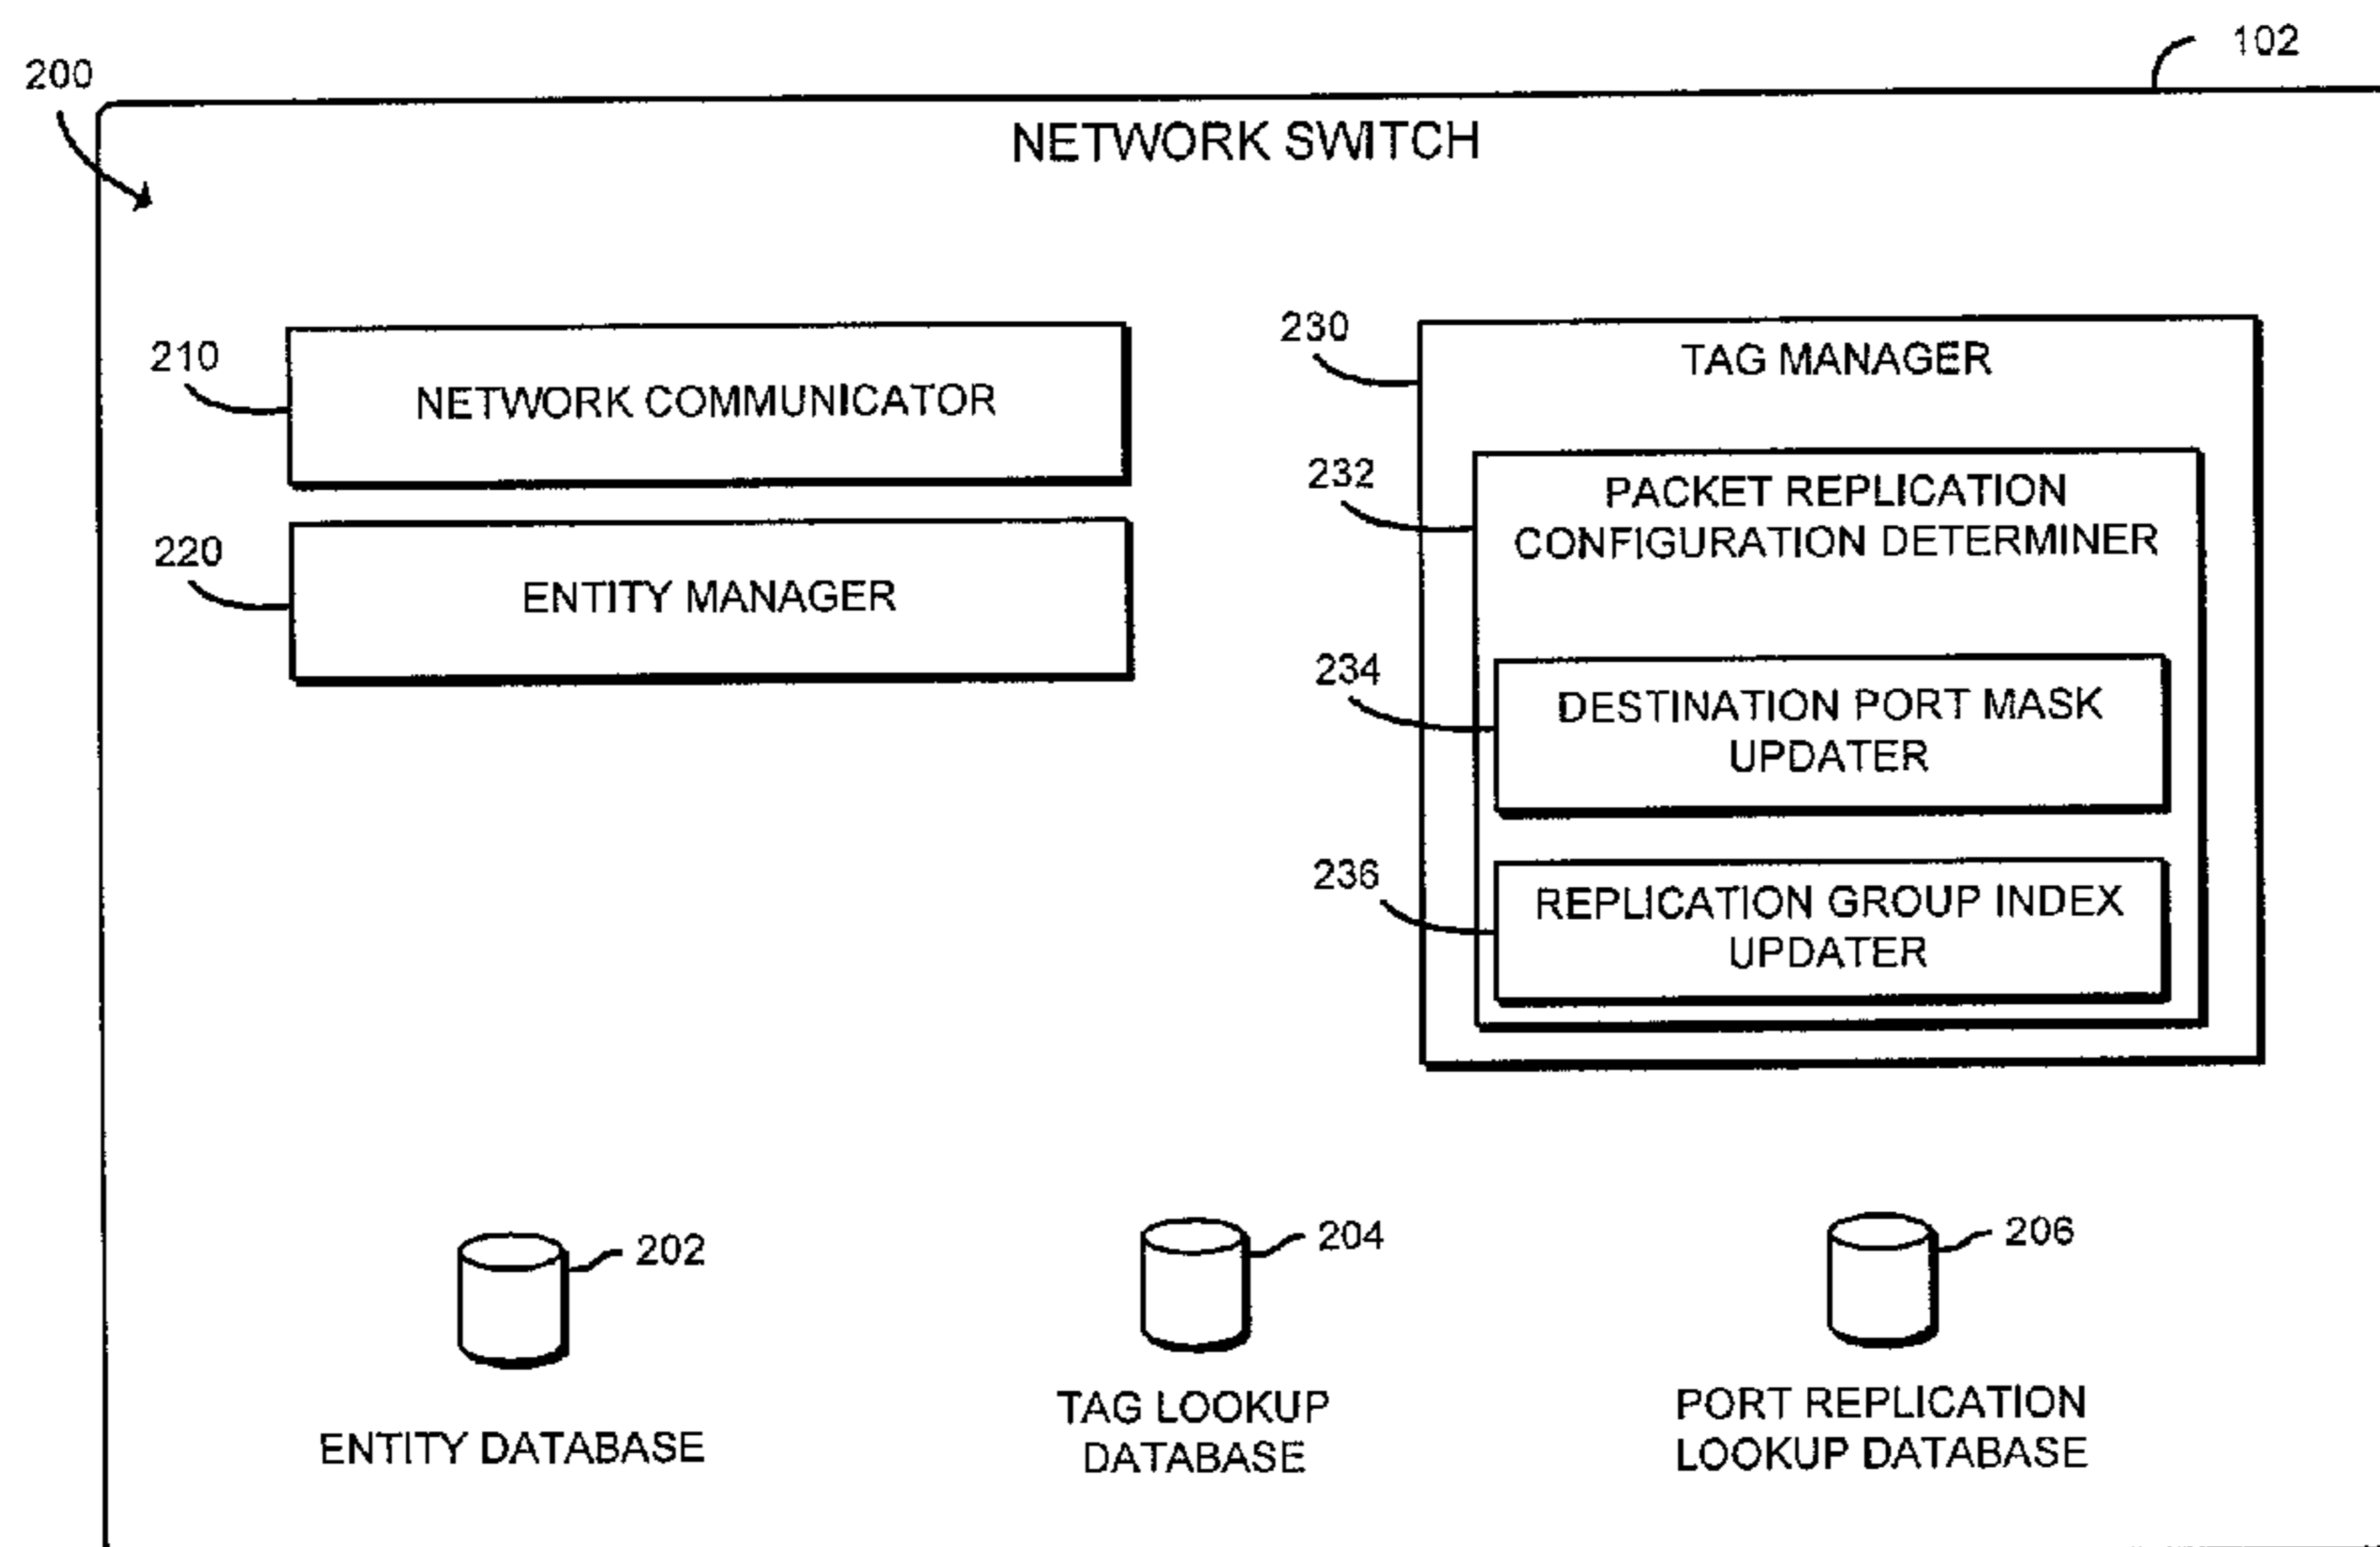 102
200
NETWORK SWITCH
210
NETWORK COMMUNICATOR
220
ENTITY MANAGER
230
TAG MANAGER
232
PACKET REPLICATION
CONFIGURATION DETERMINER
234
DESTINATION PORT MASK
UPDATER
236
REPLICATION GROUP INDEX
UPDATER
202
ENTITY DATABASE
204
TAG LOOKUP
DATABASE
206
PORT REPLICATION
LOOKUP DATABASE